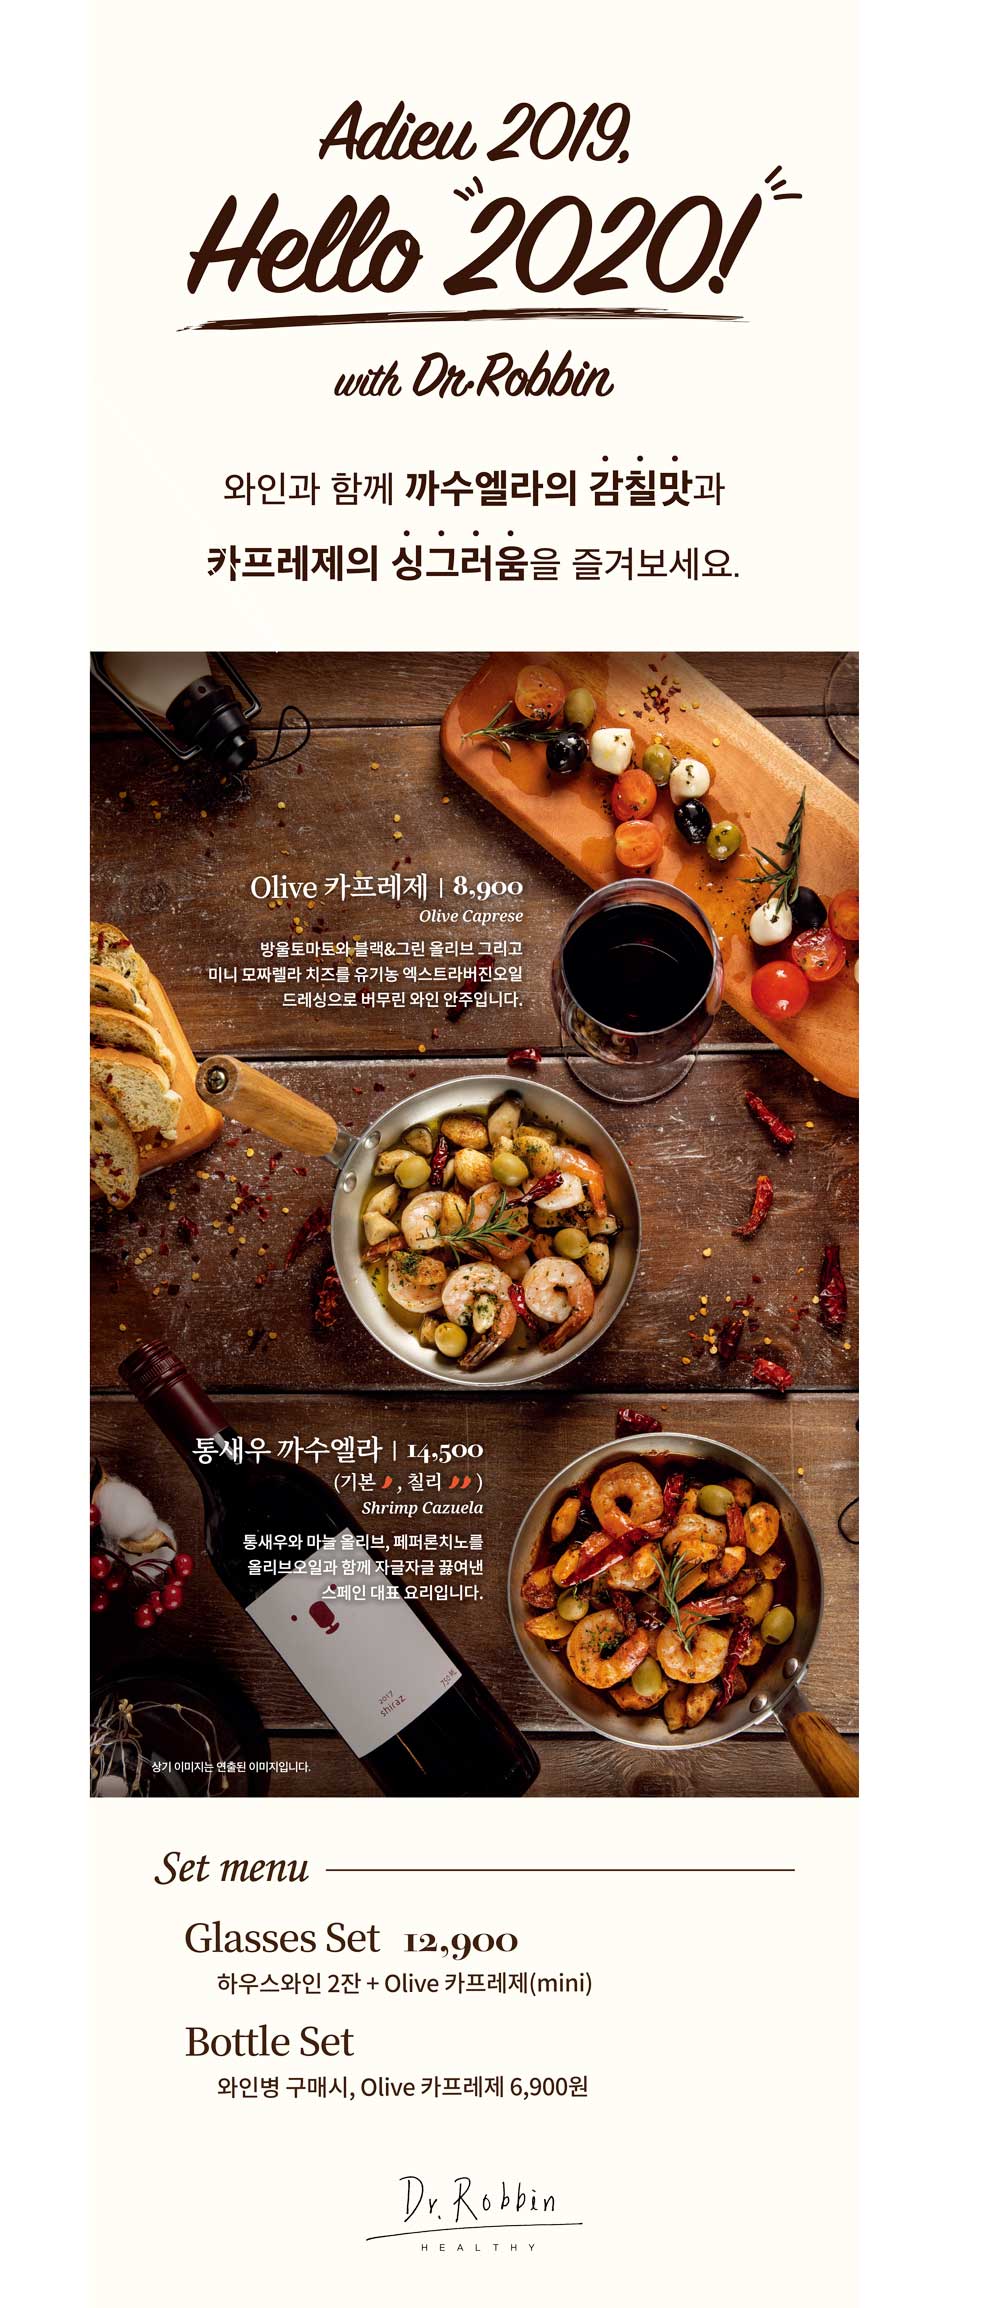 Adieu 2019,
Hello 2020!
with Dr.Robbin
와인과 함께 까수엘라의 감칠맛과
카프레제의 싱그러움을 즐겨보세요.
Olive 카프레제 | 8,900
Olive Caprese
방울토마토와 블랙&그린 올리브 그리고
미니 모짜렐라 치즈를 유기농 엑스트라버진오일
드레싱으로 버무린 와인 안주입니다.
통새우 까수엘라 | 14,500
(기본 , 칠리 )
Shrimp Cazuela
통새우와 마늘 올리브, 페퍼론치노를
올리브오일과 함께 자글자글 끓여낸
스페인 대표 요리입니다.
2017
shiraz
750 ML
상기 이미지는 연출된 이미지입니다.
Set menu
Glasses Set 12,900
하우스와인 2잔 + Olive 카프레제(mini)
Bottle Set
와인병 구매시, Olive 카프레제 6,900원
Dr. Robbin
HEALTHY